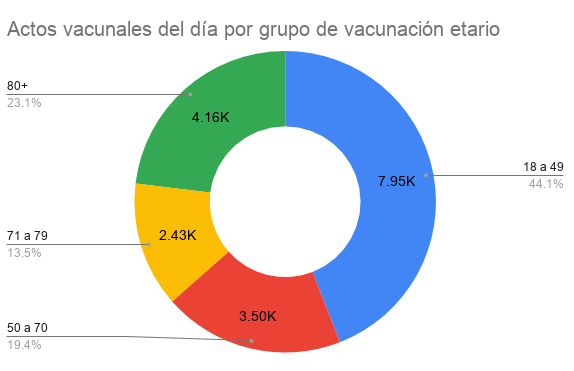 Actos vacunales del día por grupo de vacunación etario
80+
23.1%
4.16K
18 a 49
44.1%
7.95K
71 a 79
13.5%
2.43K
50 a 70
19.4%
3.50K